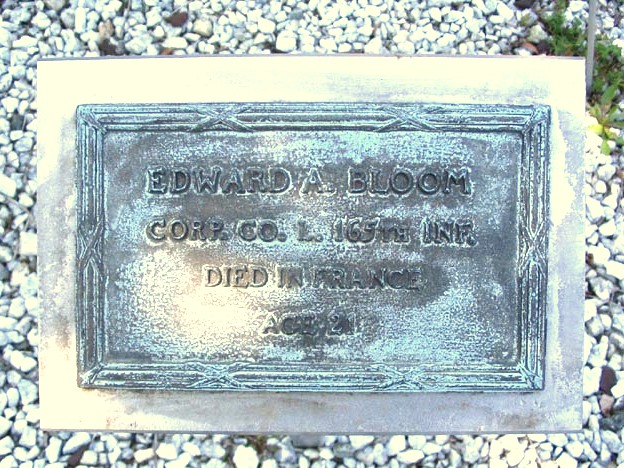 EDWARD A. BLOOM
CORP. CO. L. 165TH INF.
DIED IN FRANCE
AGE 21